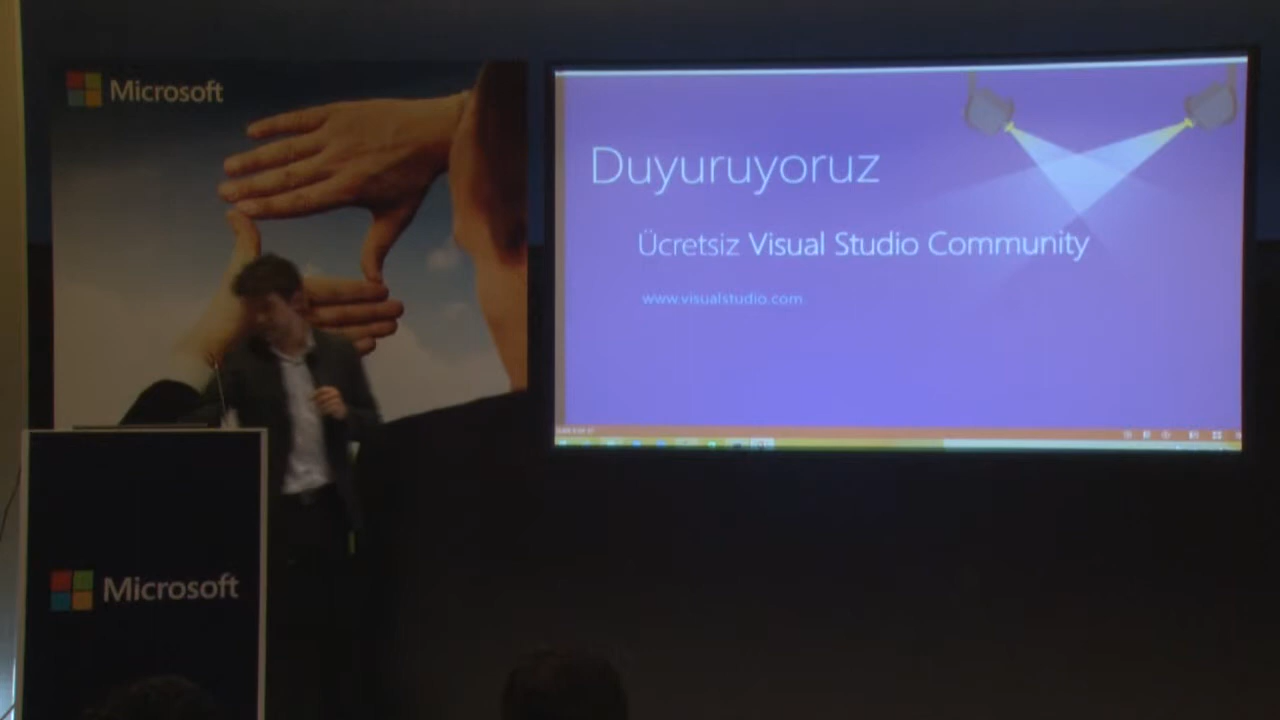 Microsoft
Duyuruyoruz
Ücretsiz Visual Studio Community
www.visualstudio.com
Microsoft